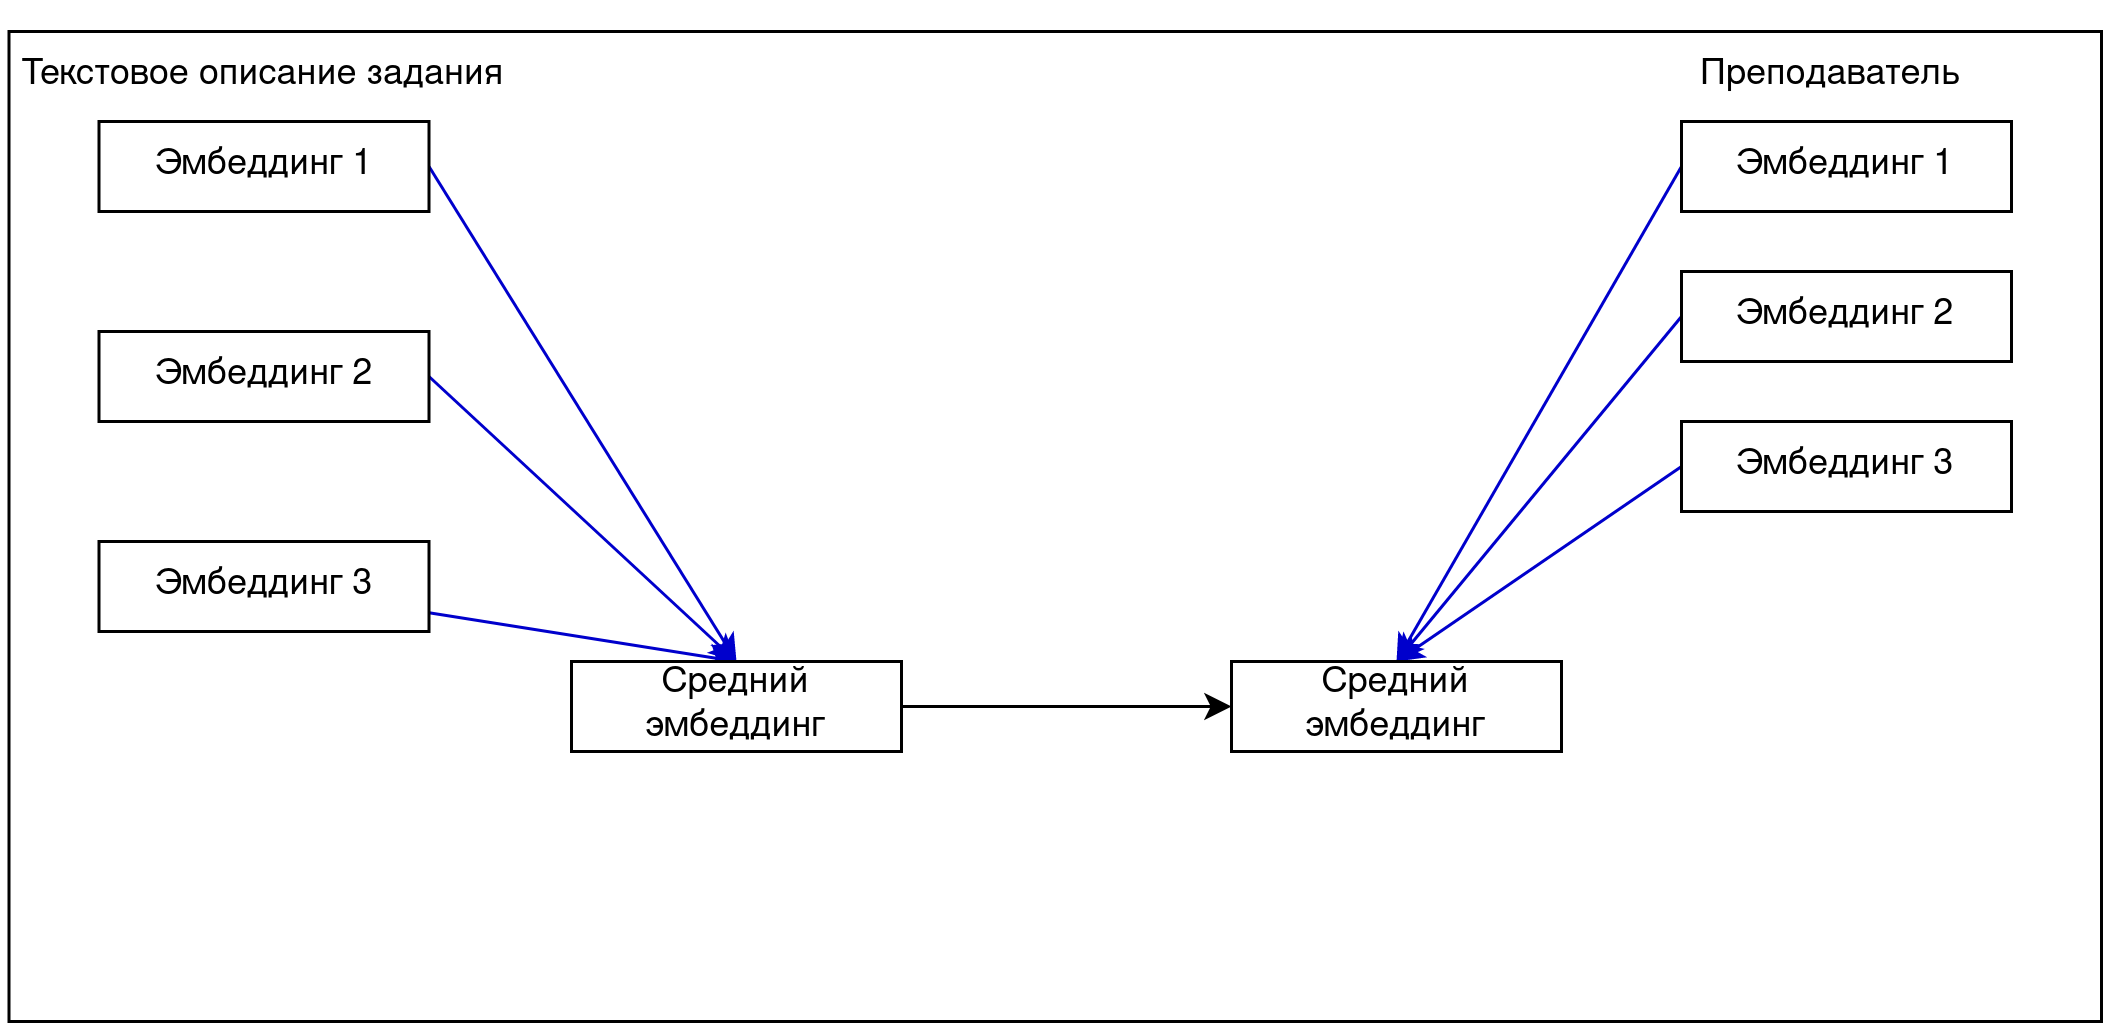 Текстовое описание задания
Эмбеддинг 1
Эмбеддинг 2
Эмбеддинг 3
Средний
эмбеддинг
Преподаватель
Эмбеддинг 1
Эмбеддинг 2
Эмбеддинг 3
Средний
эмбеддинг